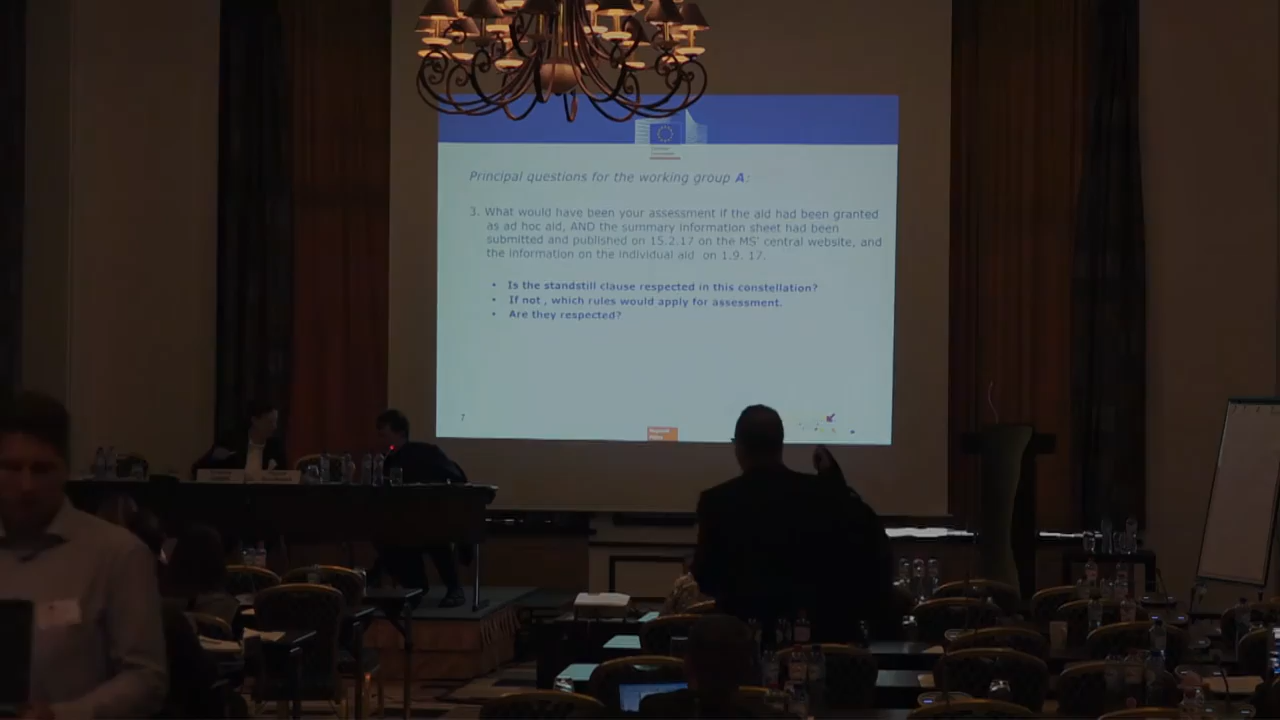 Principal questions for the working group A:
3. What would have been your assessment if the aid had been granted
as ad hoc aid, AND the summary information sheet had been
submitted and published on 15.2.17 on the MS' central website, and
the information on the individual aid on 1.9. 17.
• Is the standstill clause respected in this constellation?
• If not , which rules would apply for assessment.
• Are they respected?
7